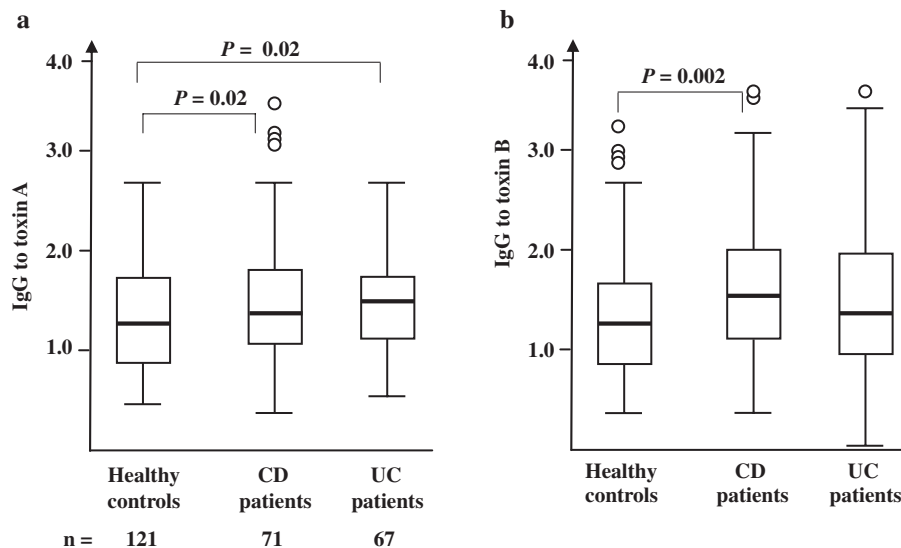 a
4.0
3.0
2.0
1.0
IgG to toxin A
P = 0.02
P = 0.02
Healthy controls
CD patients
UC patients
n = 121 71 67
b
4.0
3.0
2.0
1.0
IgG to toxin B
P = 0.002
Healthy controls
CD patients
UC patients